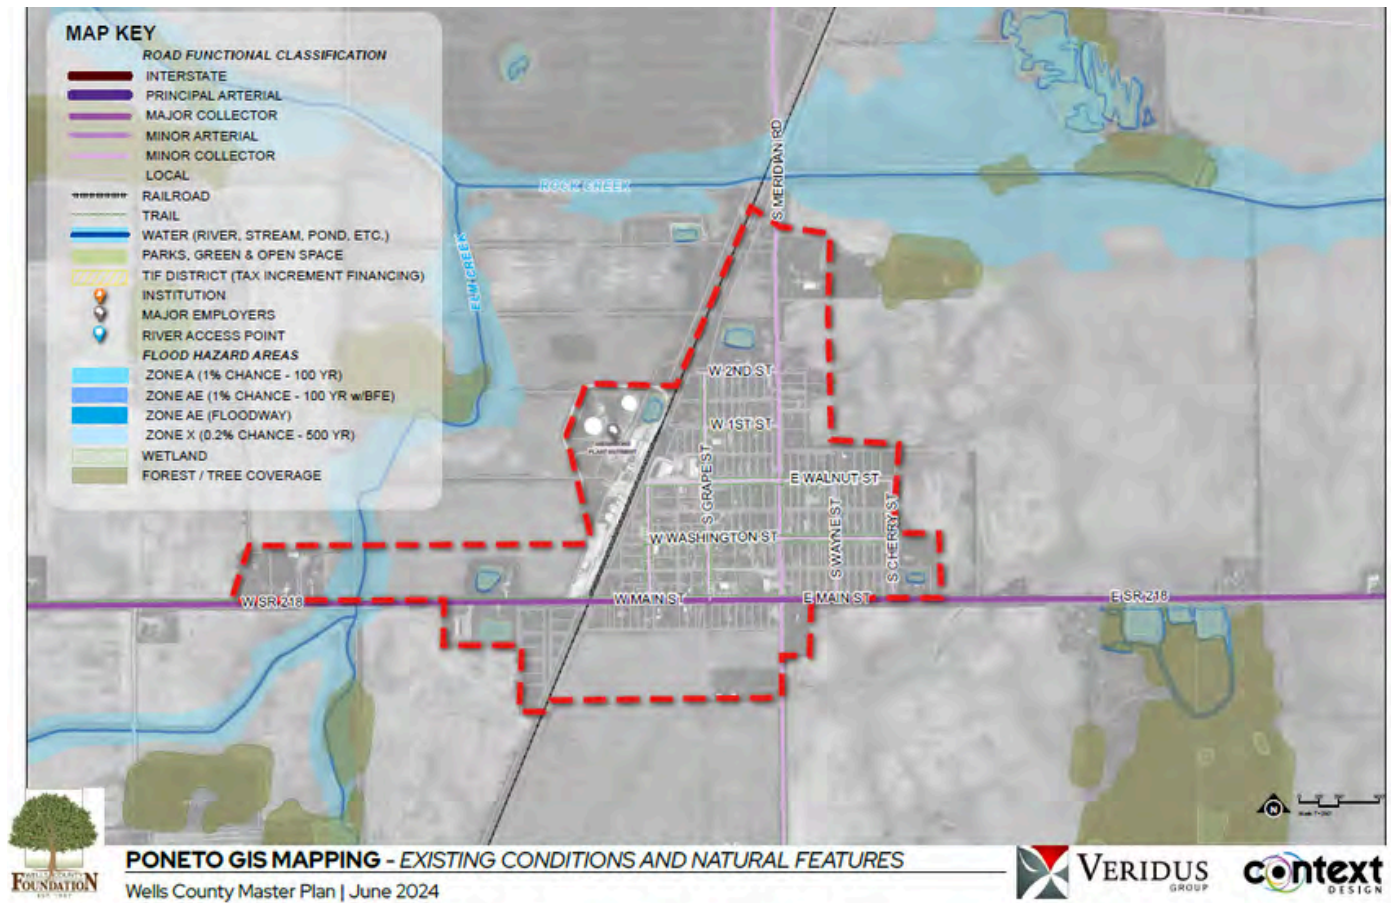 MAP KEY
ROAD FUNCTIONAL CLASSIFICATION
INTERSTATE
PRINCIPAL ARTERIAL
MAJOR COLLECTOR
MINOR ARTERIAL
MINOR COLLECTOR
LOCAL
RAILROAD
TRAIL
WATER (RIVER, STREAM, POND, ETC.)
PARKS, GREEN & OPEN SPACE
TIF DISTRICT (TAX INCREMENT FINANCING)
INSTITUTION
MAJOR EMPLOYERS
RIVER ACCESS POINT
FLOOD HAZARD AREAS
ZONE A (1% CHANCE - 100 YR)
ZONE AE (1% CHANCE - 100 YR w/BFE)
ZONE AE (FLOODWAY)
ZONE X (0.2% CHANCE - 500 YR)
WETLAND
FOREST / TREE COVERAGE
ROCK CREEK
ELM CREEK
S MERIDIAN RD
W 2ND ST
W 1ST ST
S GRAPE ST
E WALNUT ST
W WASHINGTON ST
S WAYNE ST
S CHERRY ST
W SR 218
W MAIN ST
E MAIN ST
E SR 218
N
WELLS COUNTY
FOUNDATION
PONETO GIS MAPPING - EXISTING CONDITIONS AND NATURAL FEATURES
Wells County Master Plan | June 2024
VERIDUS
GROUP
context
DESIGN